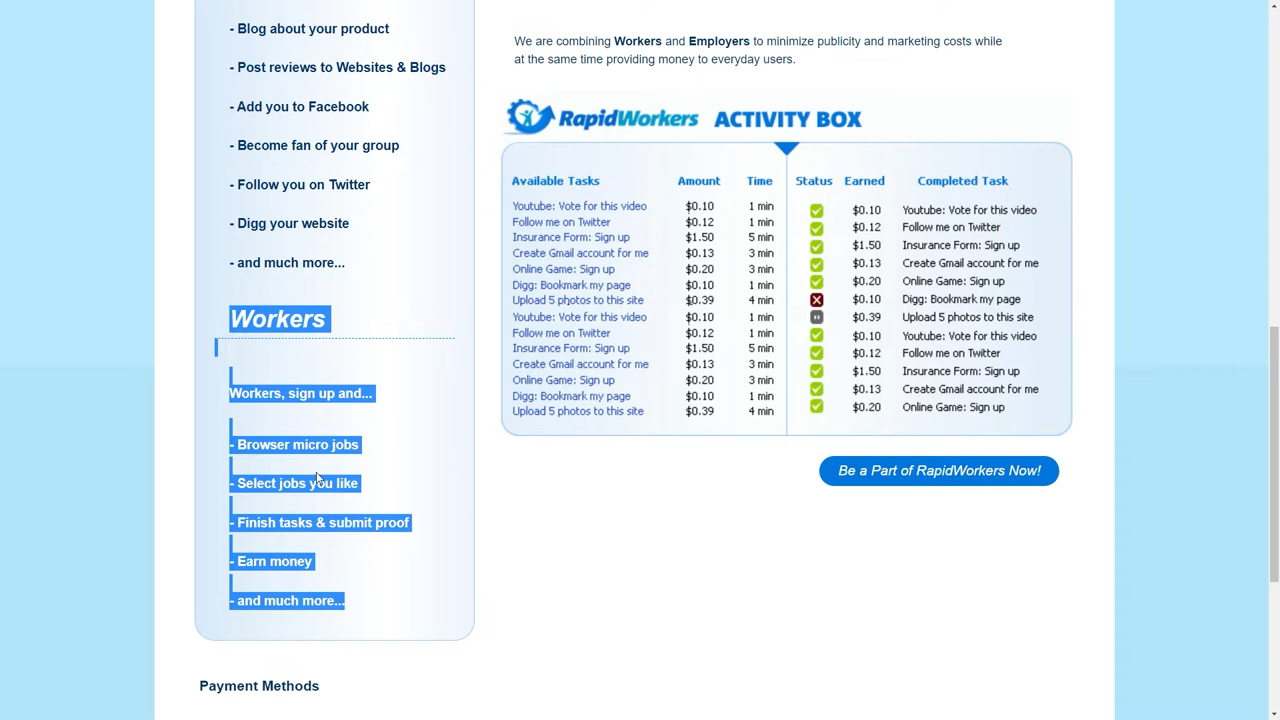 - Blog about your product
- Post reviews to Websites & Blogs
- Add you to Facebook
- Become fan of your group
- Follow you on Twitter
- Digg your website
- and much more...
Workers
Workers, sign up and...
- Browser micro jobs
- Select jobs you like
- Finish tasks & submit proof
- Earn money
- and much more...
We are combining Workers and Employers to minimize publicity and marketing costs while
at the same time providing money to everyday users.
RapidWorkers ACTIVITY BOX
Available Tasks Amount Time
Youtube: Vote for this video $0.10 1 min
Follow me on Twitter $0.12 1 min
Insurance Form: Sign up $1.50 5 min
Create Gmail account for me $0.13 3 min
Online Game: Sign up $0.20 3 min
Digg: Bookmark my page $0.10 1 min
Upload 5 photos to this site $0.39 4 min
Youtube: Vote for this video $0.10 1 min
Follow me on Twitter $0.12 1 min
Insurance Form: Sign up $1.50 5 min
Create Gmail account for me $0.13 3 min
Online Game: Sign up $0.20 3 min
Digg: Bookmark my page $0.10 1 min
Upload 5 photos to this site $0.39 4 min
Status Earned Completed Task
$0.10 Youtube: Vote for this video
$0.12 Follow me on Twitter
$1.50 Insurance Form: Sign up
$0.13 Create Gmail account for me
$0.20 Online Game: Sign up
$0.10 Digg: Bookmark my page
$0.39 Upload 5 photos to this site
$0.10 Youtube: Vote for this video
$0.12 Follow me on Twitter
$1.50 Insurance Form: Sign up
$0.13 Create Gmail account for me
$0.20 Online Game: Sign up
Be a Part of RapidWorkers Now!
Payment Methods